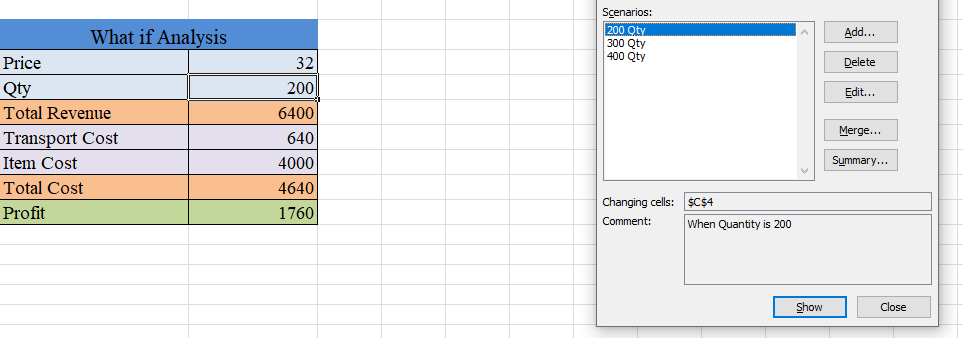 What if Analysis
Price 32
Qty 200
Total Revenue 6400
Transport Cost 640
Item Cost 4000
Total Cost 4640
Profit 1760
Scenarios:
200 Qty
300 Qty
400 Qty
Add...
Delete
Edit...
Merge...
Summary...
Changing cells: $C$4
Comment: When Quantity is 200
Show Close